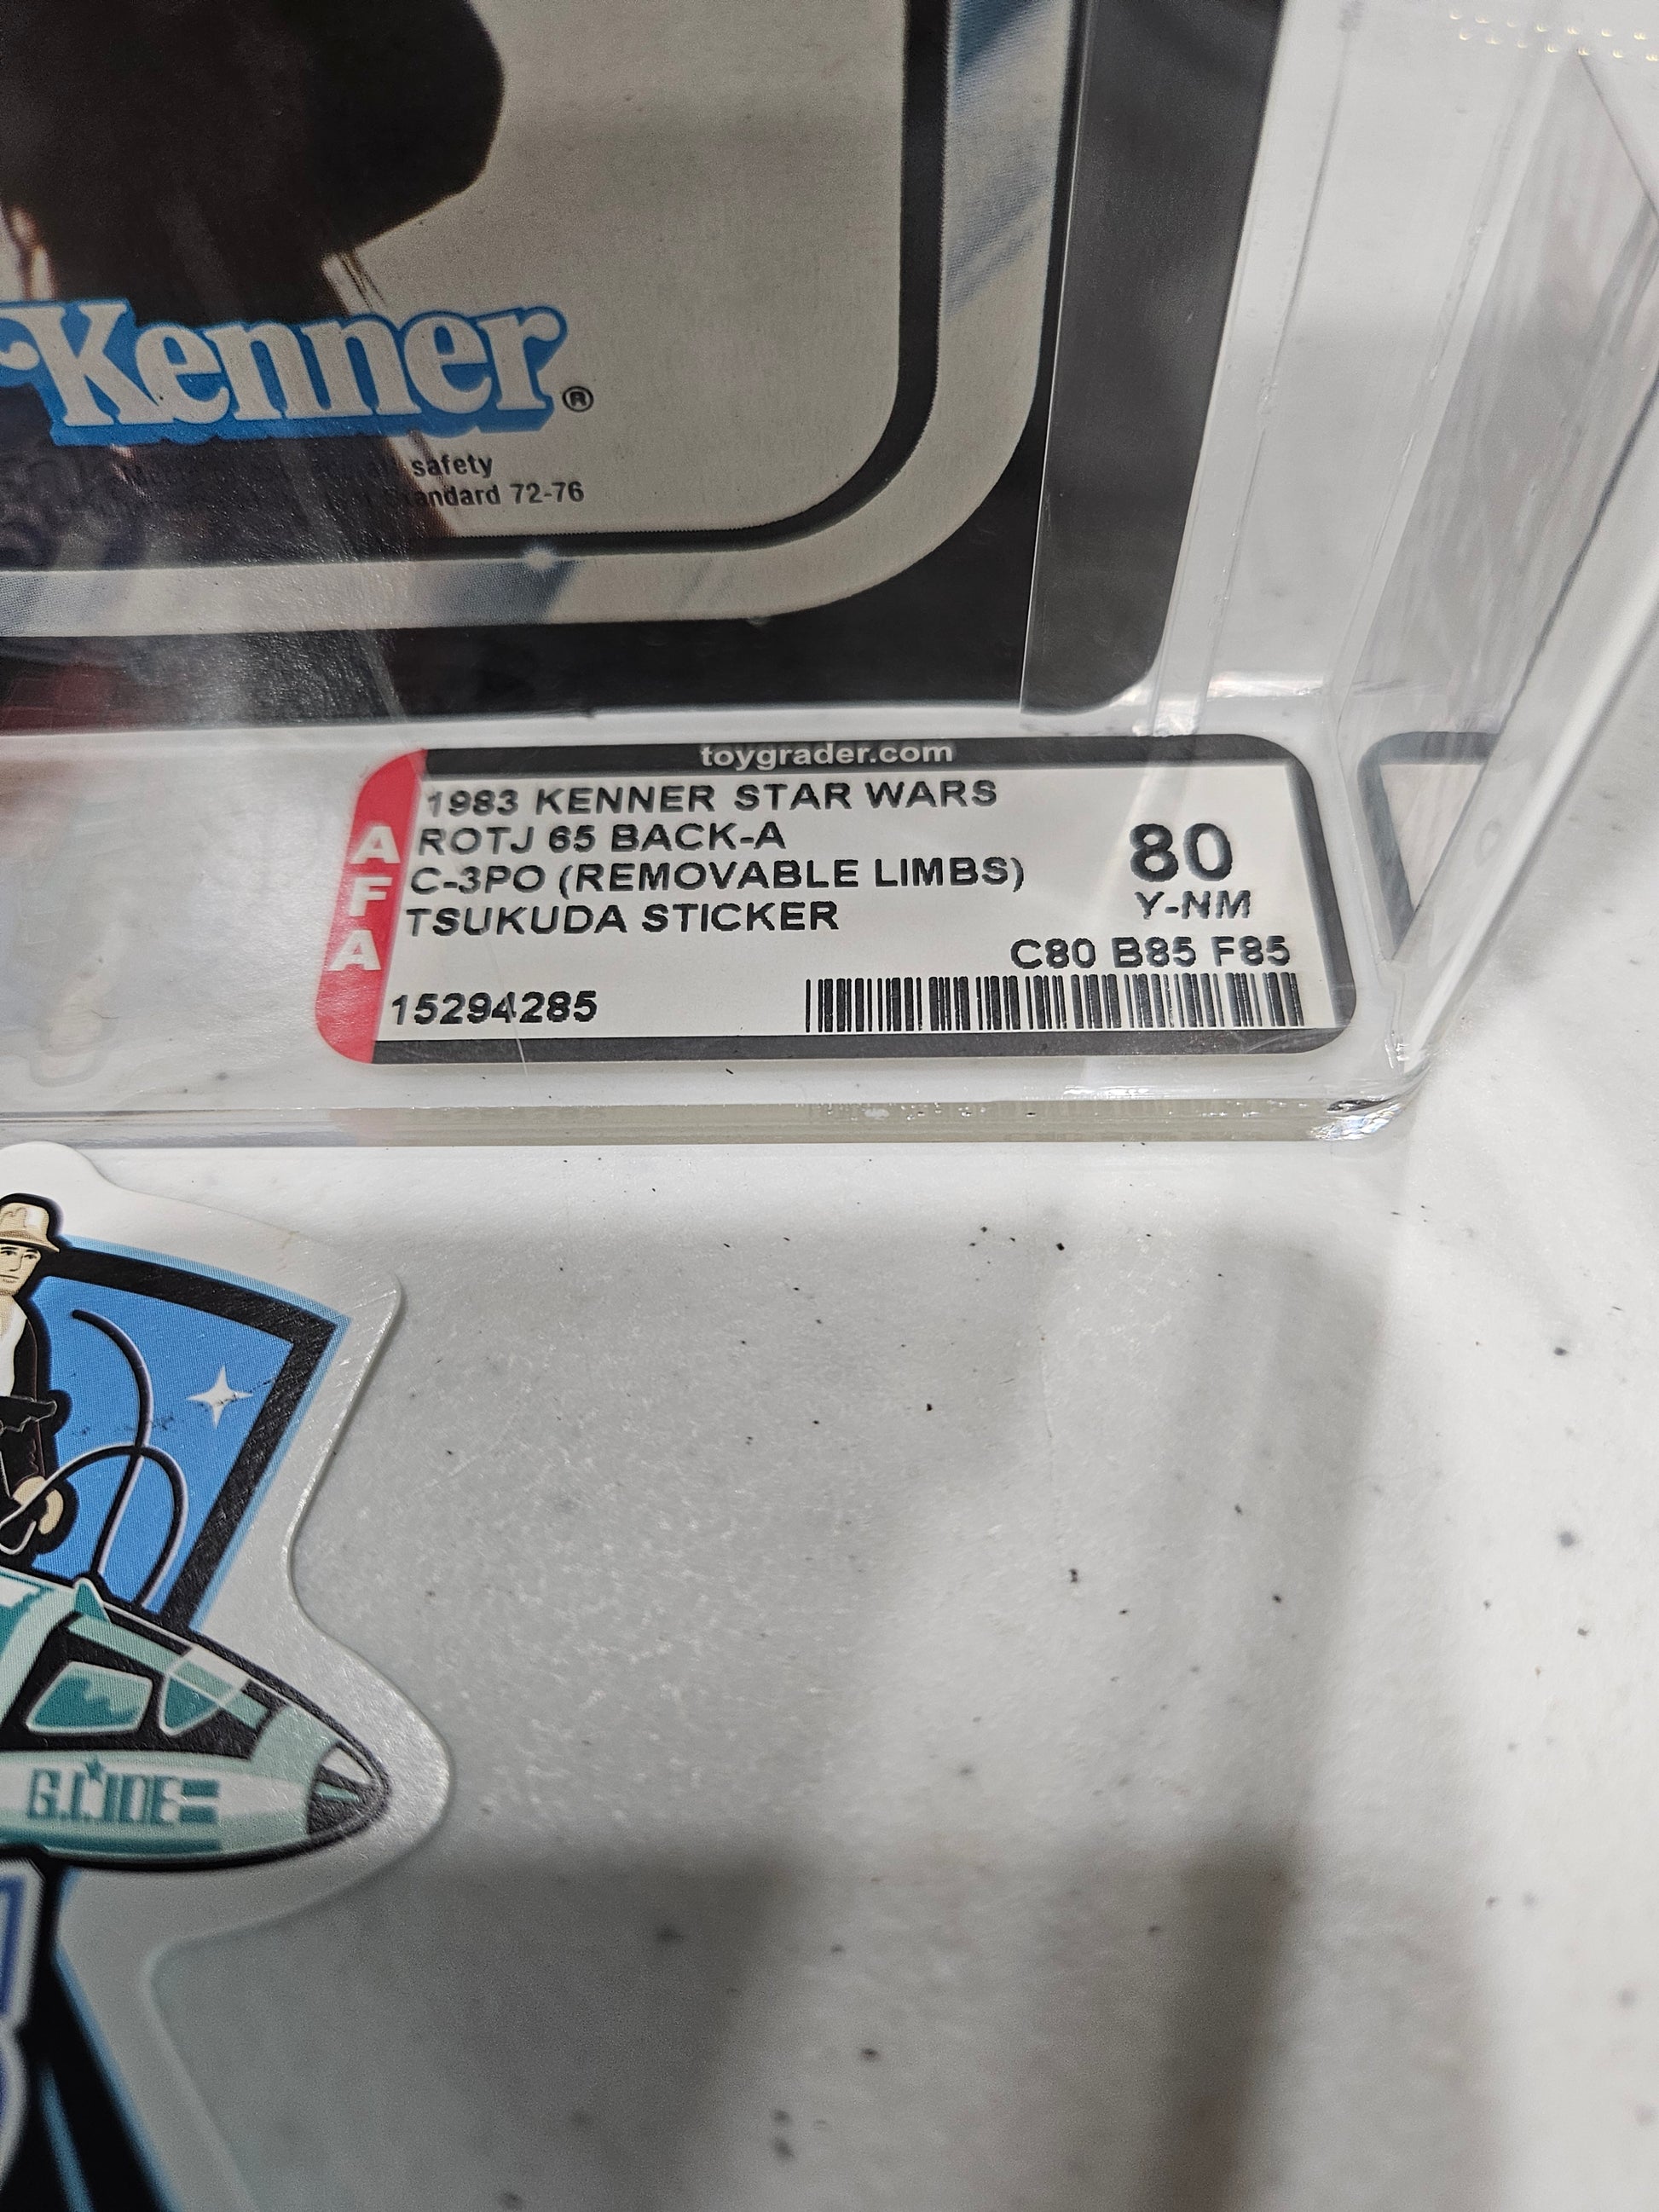 Kenner®
safety
Standard 72-76
toygrader.com
AFA
1983 KENNER STAR WARS
ROTJ 65 BACK-A
C-3PO (REMOVABLE LIMBS)
TSUKUDA STICKER
80
Y-NM
C80 B85 F85
15294285
G.I.JOE